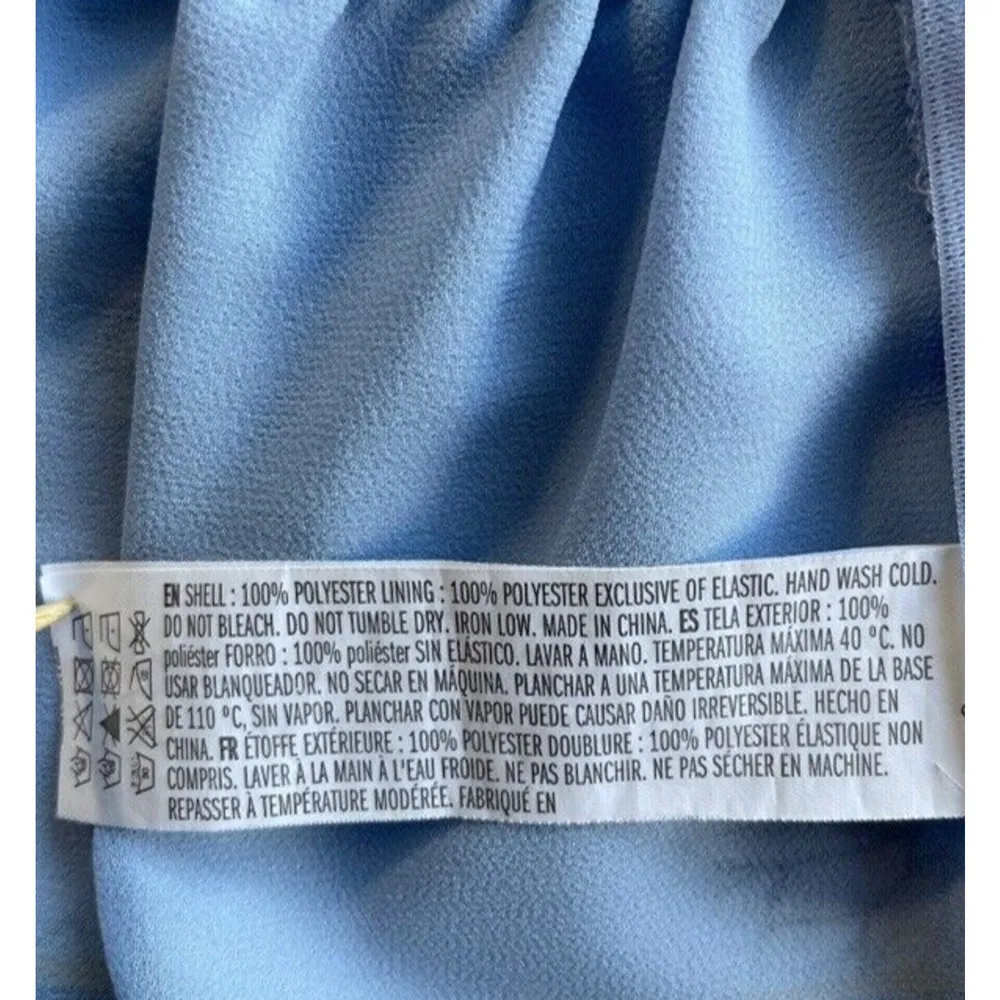 EN SHELL : 100% POLYESTER LINING : 100% POLYESTER EXCLUSIVE OF ELASTIC. HAND WASH COLD.
DO NOT BLEACH. DO NOT TUMBLE DRY. IRON LOW. MADE IN CHINA. ES TELA EXTERIOR : 100%
poliéster FORRO : 100% poliéster SIN ELÁSTICO. LAVAR A MANO. TEMPERATURA MÁXIMA 40 ºC. NO
USAR BLANQUEADOR. NO SECAR EN MÁQUINA. PLANCHAR A UNA TEMPERATURA MÁXIMA DE LA BASE
DE 110 ºC, SIN VAPOR. PLANCHAR CON VAPOR PUEDE CAUSAR DAÑO IRREVERSIBLE. HECHO EN
CHINA. FR ÉTOFFE EXTÉRIEURE : 100% POLYESTER DOUBLURE : 100% POLYESTER ÉLASTIQUE NON
COMPRIS. LAVER À LA MAIN À L'EAU FROIDE. NE PAS BLANCHIR. NE PAS SÉCHER EN MACHINE.
REPASSER À TEMPÉRATURE MODÉRÉE. FABRIQUÉ EN